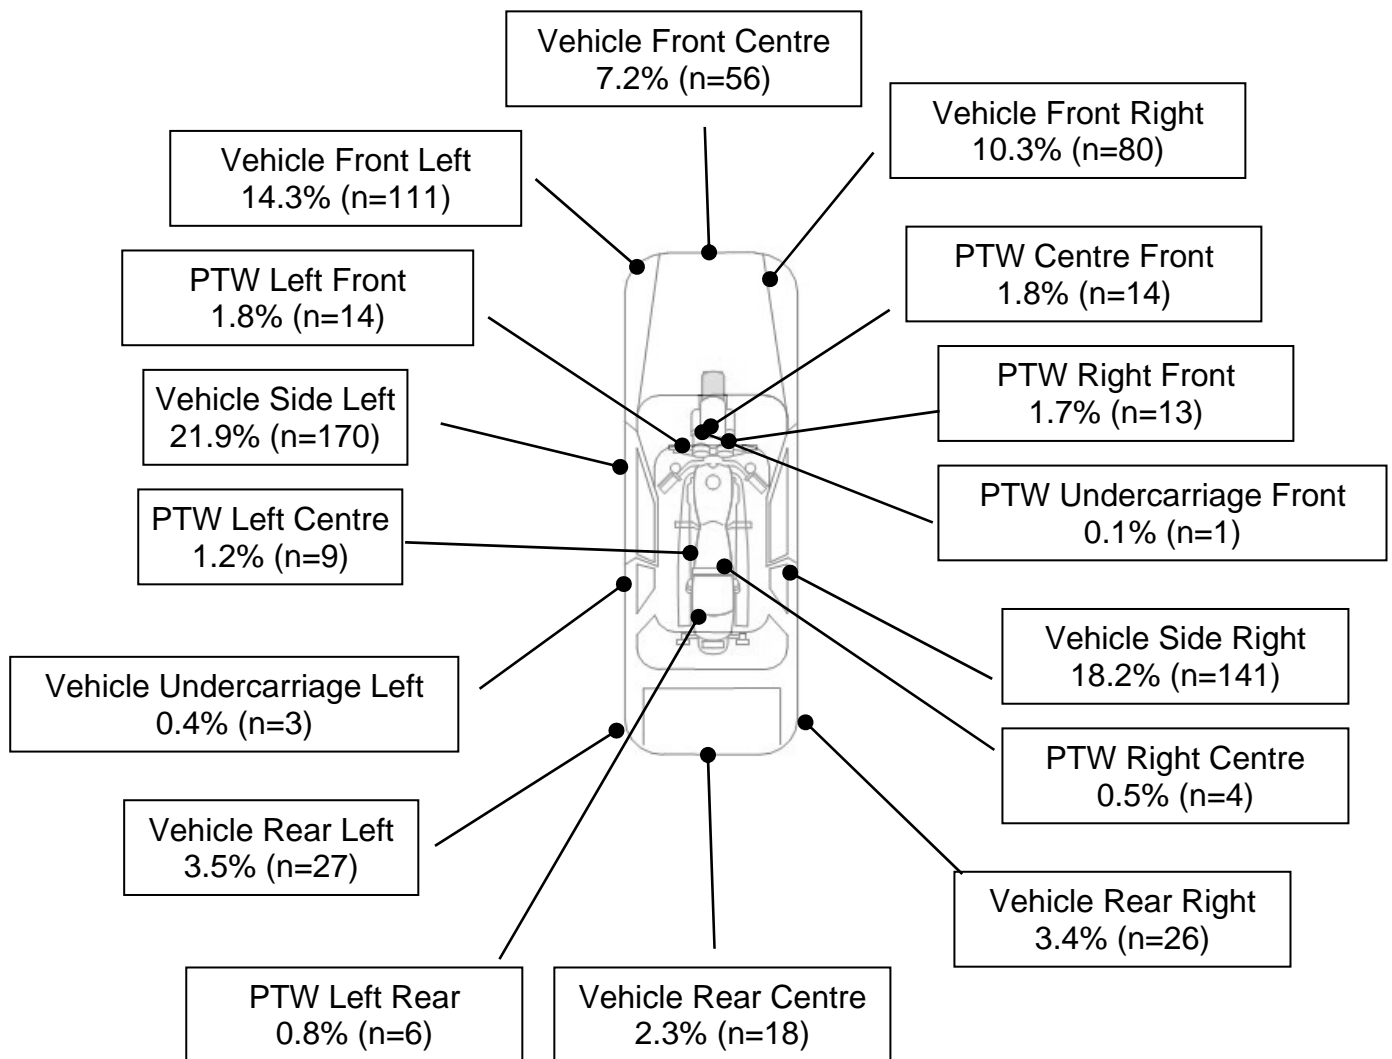 Vehicle Front Centre
7.2% (n=56)
Vehicle Front Right
10.3% (n=80)
Vehicle Front Left
14.3% (n=111)
PTW Left Front
1.8% (n=14)
PTW Centre Front
1.8% (n=14)
PTW Right Front
1.7% (n=13)
Vehicle Side Left
21.9% (n=170)
PTW Undercarriage Front
0.1% (n=1)
PTW Left Centre
1.2% (n=9)
Vehicle Side Right
18.2% (n=141)
Vehicle Undercarriage Left
0.4% (n=3)
PTW Right Centre
0.5% (n=4)
Vehicle Rear Left
3.5% (n=27)
Vehicle Rear Right
3.4% (n=26)
PTW Left Rear
0.8% (n=6)
Vehicle Rear Centre
2.3% (n=18)